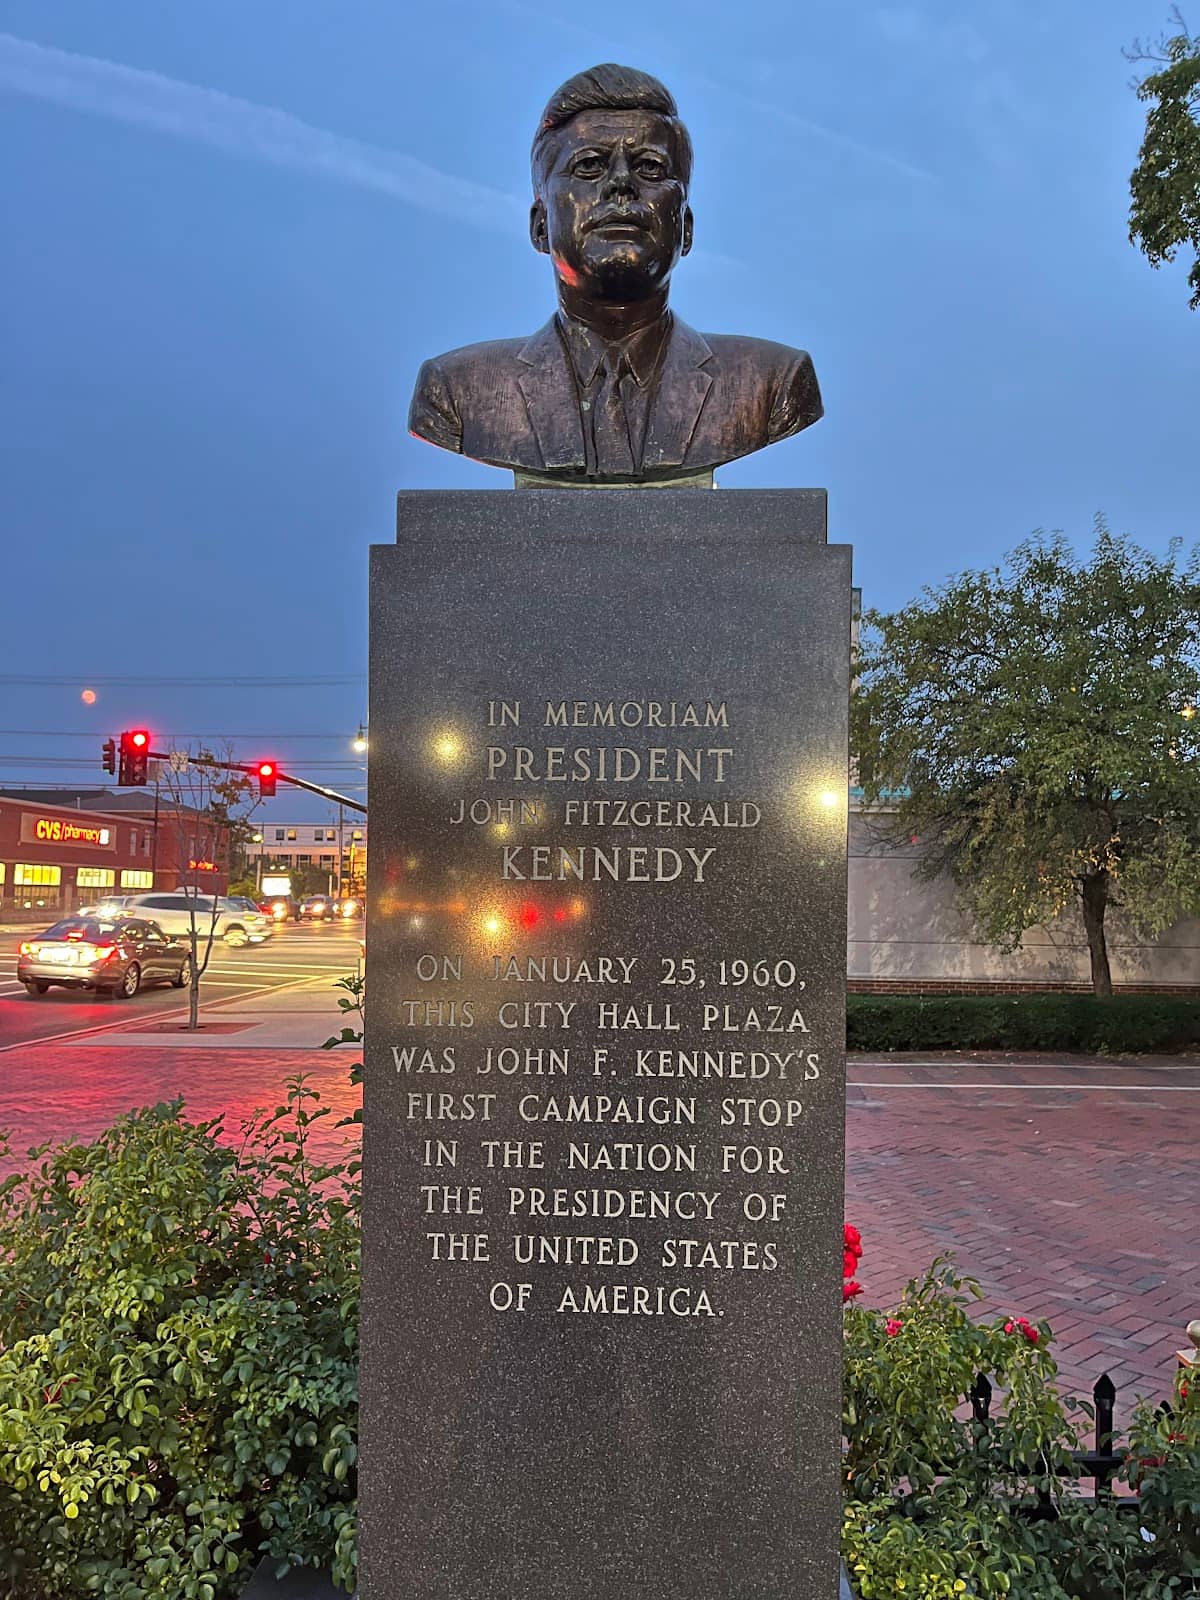 IN MEMORIAM
PRESIDENT
JOHN FITZGERALD
KENNEDY
ON JANUARY 25, 1960,
THIS CITY HALL PLAZA
WAS JOHN F. KENNEDY'S
FIRST CAMPAIGN STOP
IN THE NATION FOR
THE PRESIDENCY OF
THE UNITED STATES
OF AMERICA.
CVS/pharmacy